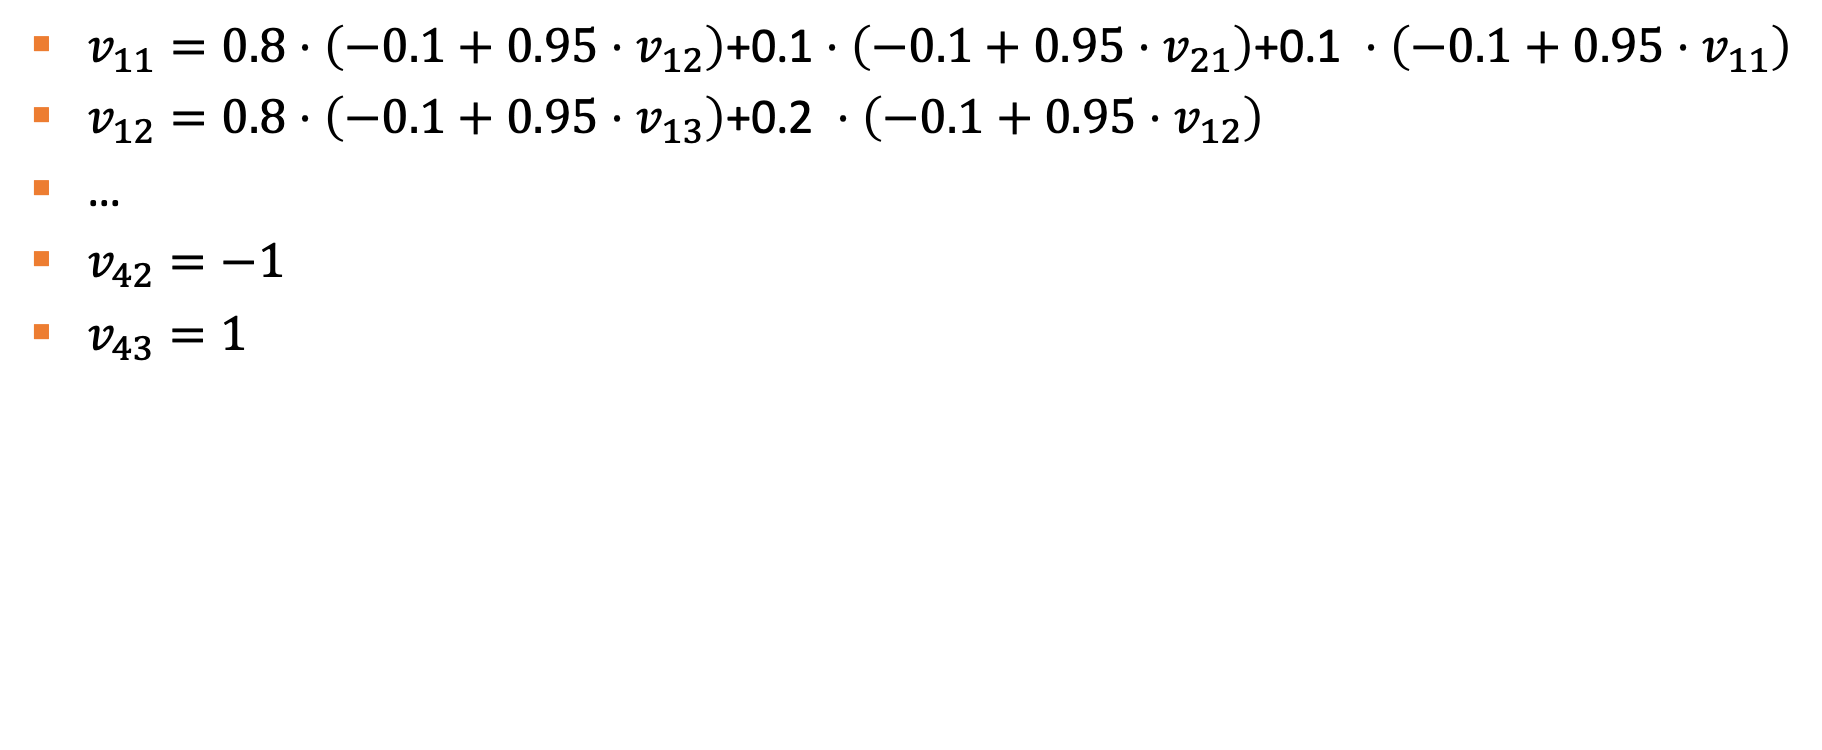 ▪ 𝑣₁₁ = 0.8 · (−0.1 + 0.95 · 𝑣₁₂)+0.1 · (−0.1 + 0.95 · 𝑣₂₁)+0.1 · (−0.1 + 0.95 · 𝑣₁₁)
▪ 𝑣₁₂ = 0.8 · (−0.1 + 0.95 · 𝑣₁₃)+0.2 · (−0.1 + 0.95 · 𝑣₁₂)
▪ ...
▪ 𝑣₄₂ = −1
▪ 𝑣₄₃ = 1